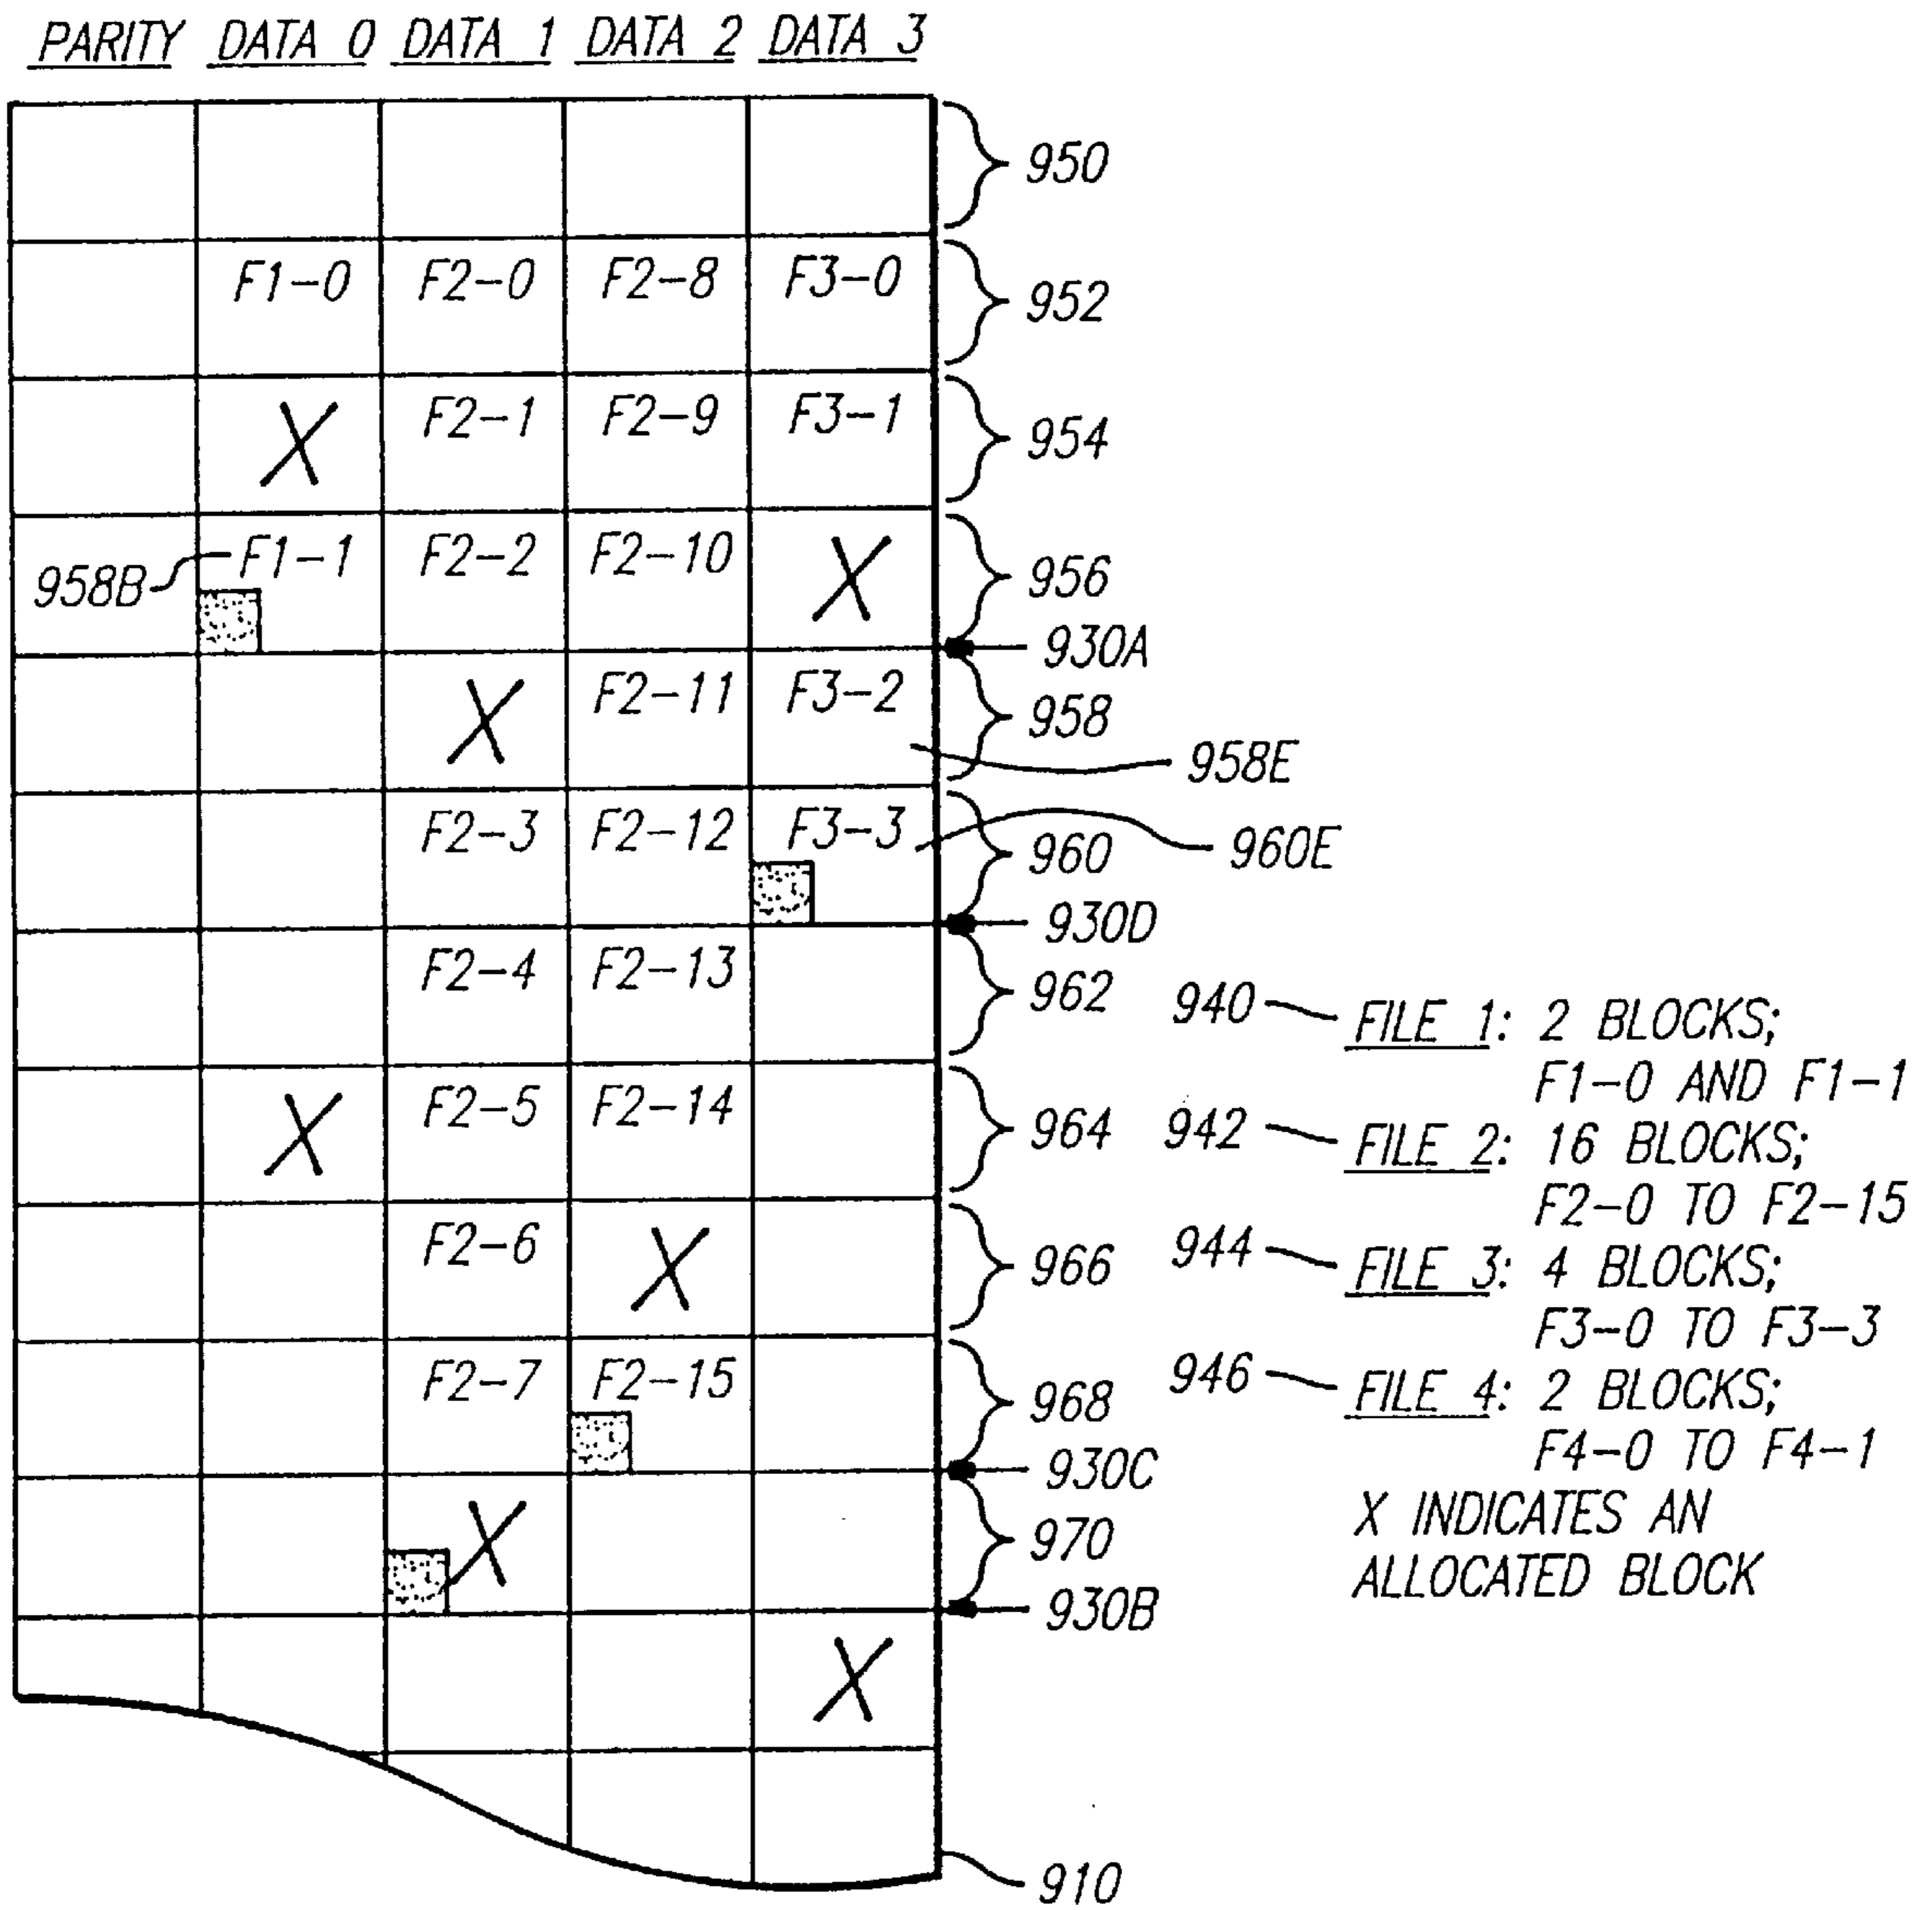 PARITY DATA 0 DATA 1 DATA 2 DATA 3
950
F1-0 F2-0 F2-8 F3-0 952
X F2-1 F2-9 F3-1 954
958B F1-1 F2-2 F2-10 X 956
930A
X F2-11 F3-2 958
958E
F2-3 F2-12 F3-3 960 960E
930D
F2-4 F2-13 962
X F2-5 F2-14 964
F2-6 X 966
F2-7 F2-15 968
930C
X 970
930B
X
910
940 FILE 1: 2 BLOCKS;
F1-0 AND F1-1
942 FILE 2: 16 BLOCKS;
F2-0 TO F2-15
944 FILE 3: 4 BLOCKS;
F3-0 TO F3-3
946 FILE 4: 2 BLOCKS;
F4-0 TO F4-1
X INDICATES AN
ALLOCATED BLOCK